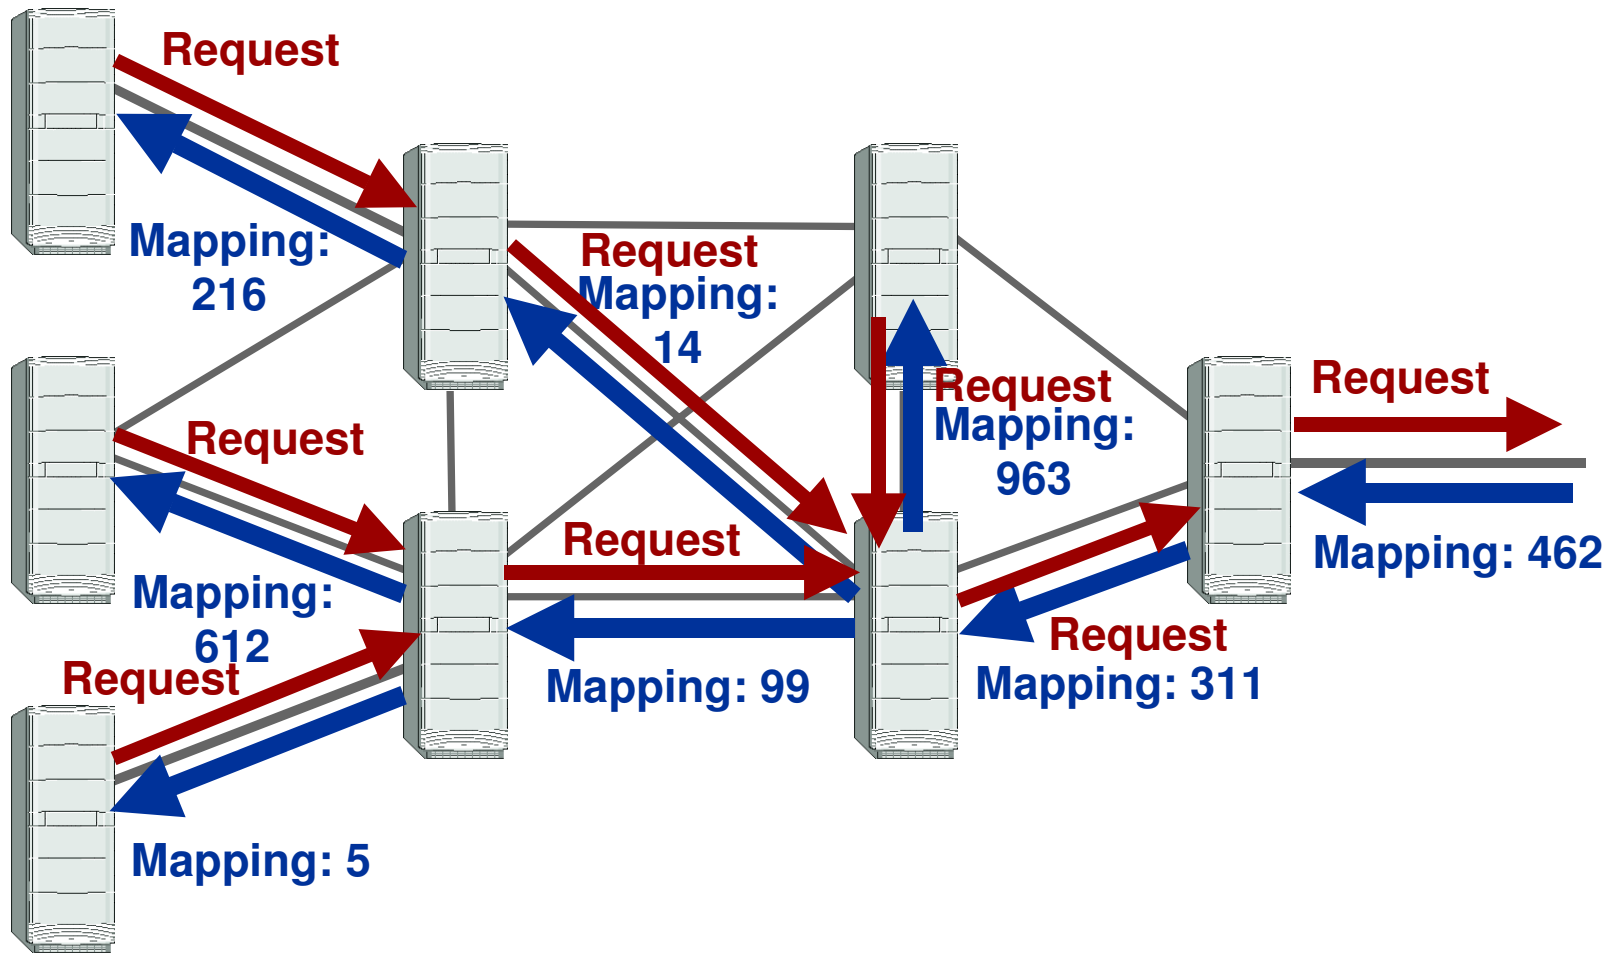 Request
Mapping:
216
Request
Mapping:
14
Request
Mapping:
963
Request
Mapping: 462
Request
Mapping:
612
Request
Mapping: 99
Request
Mapping: 311
Request
Mapping: 5